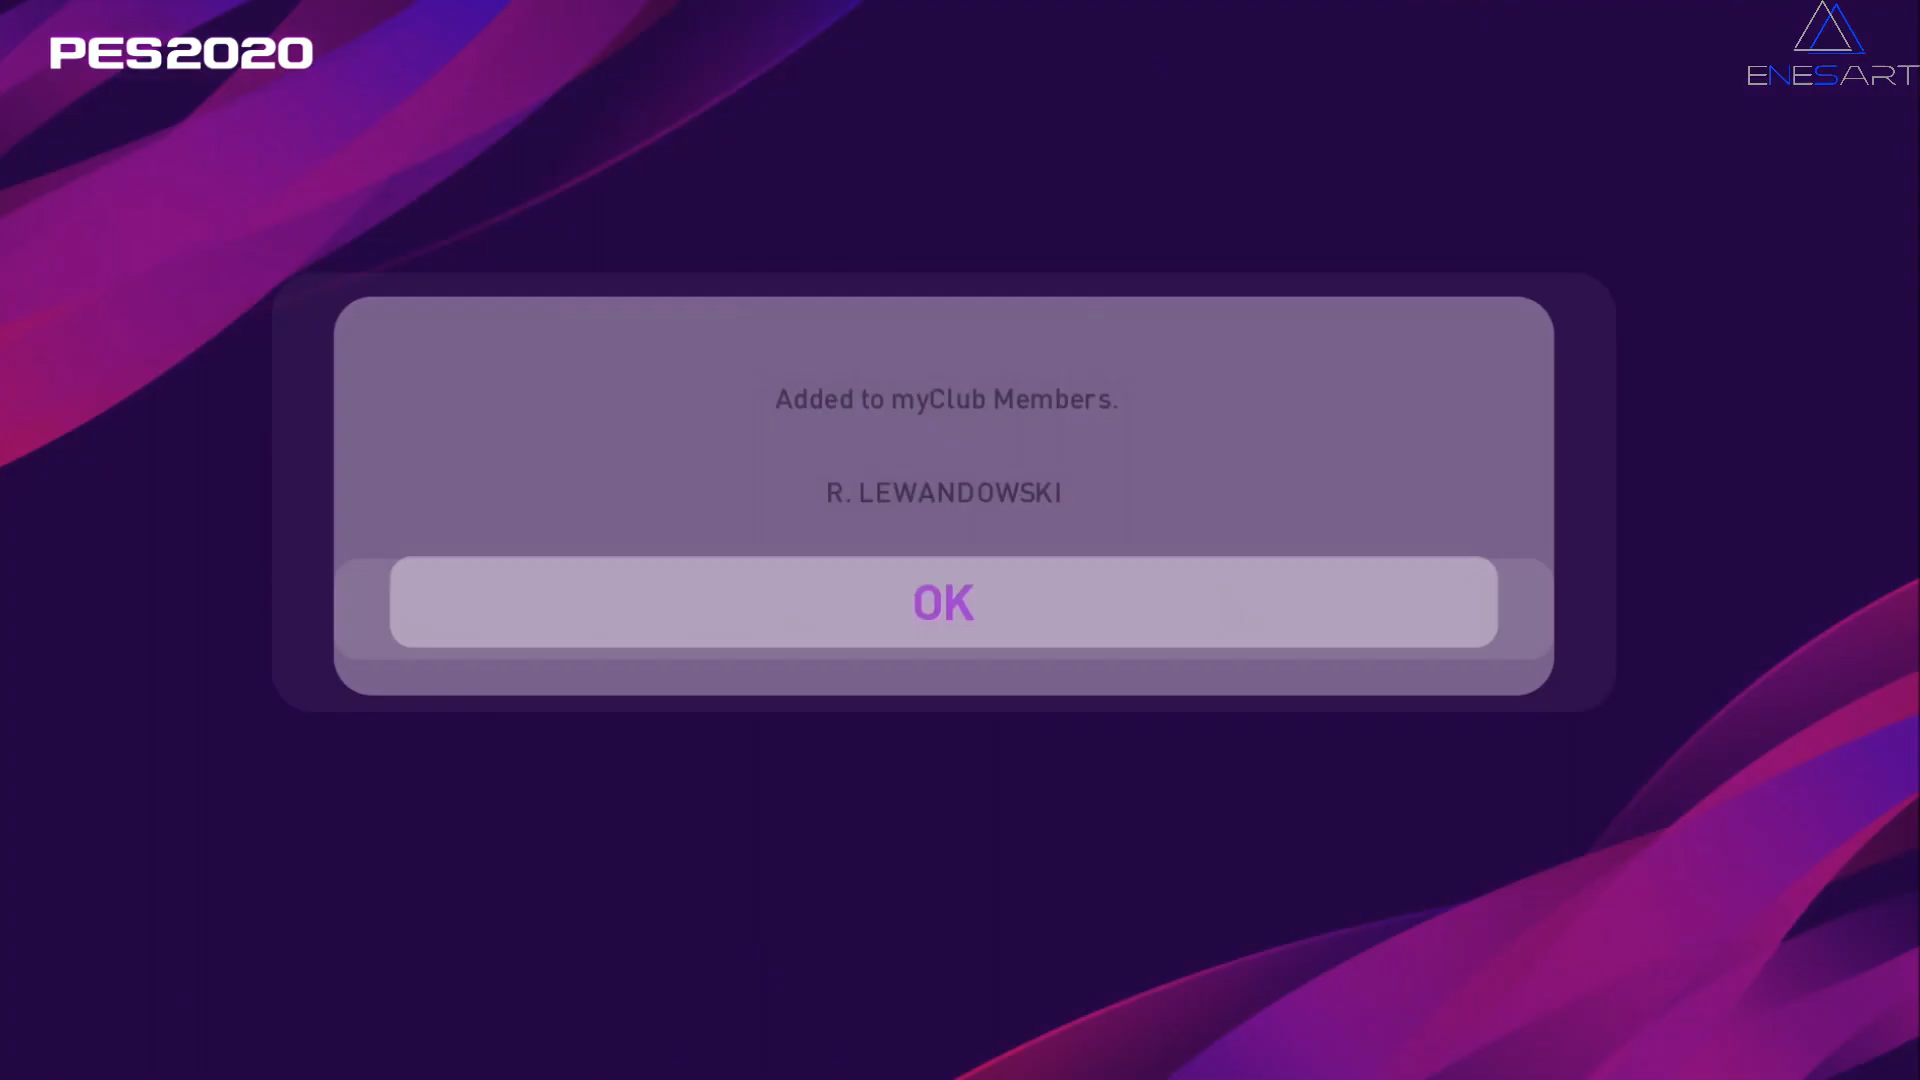 PES2020
ENESART
Added to myClub Members.
R. LEWANDOWSKI
OK